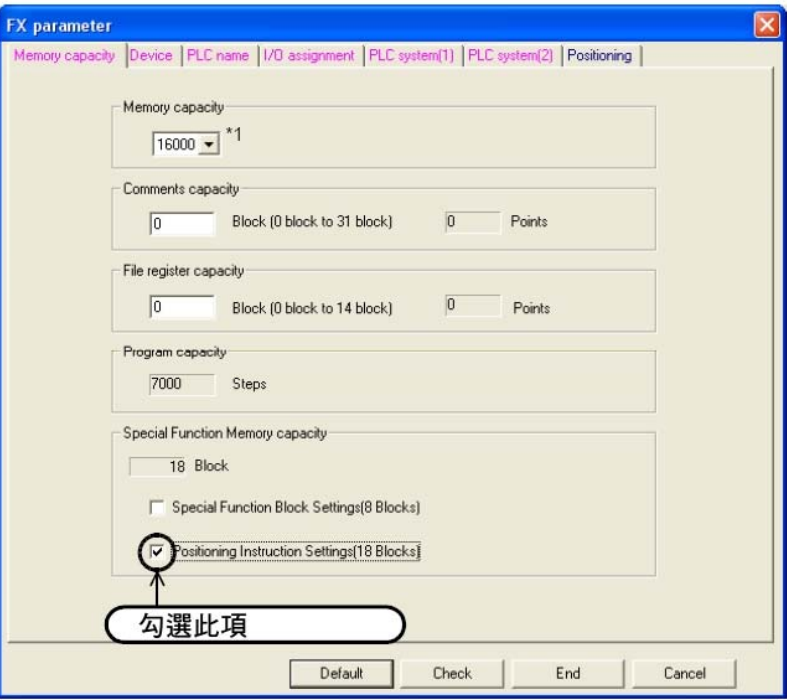 FX parameter
Memory capacity Device PLC name I/O assignment PLC system(1) PLC system(2) Positioning
Memory capacity
16000 *1
Comments capacity
0 Block (0 block to 31 block) 0 Points
File register capacity
0 Block (0 block to 14 block) 0 Points
Program capacity
7000 Steps
Special Function Memory capacity
18 Block
Special Function Block Settings(8 Blocks)
Positioning Instruction Settings(18 Blocks)
勾選此項
Default Check End Cancel